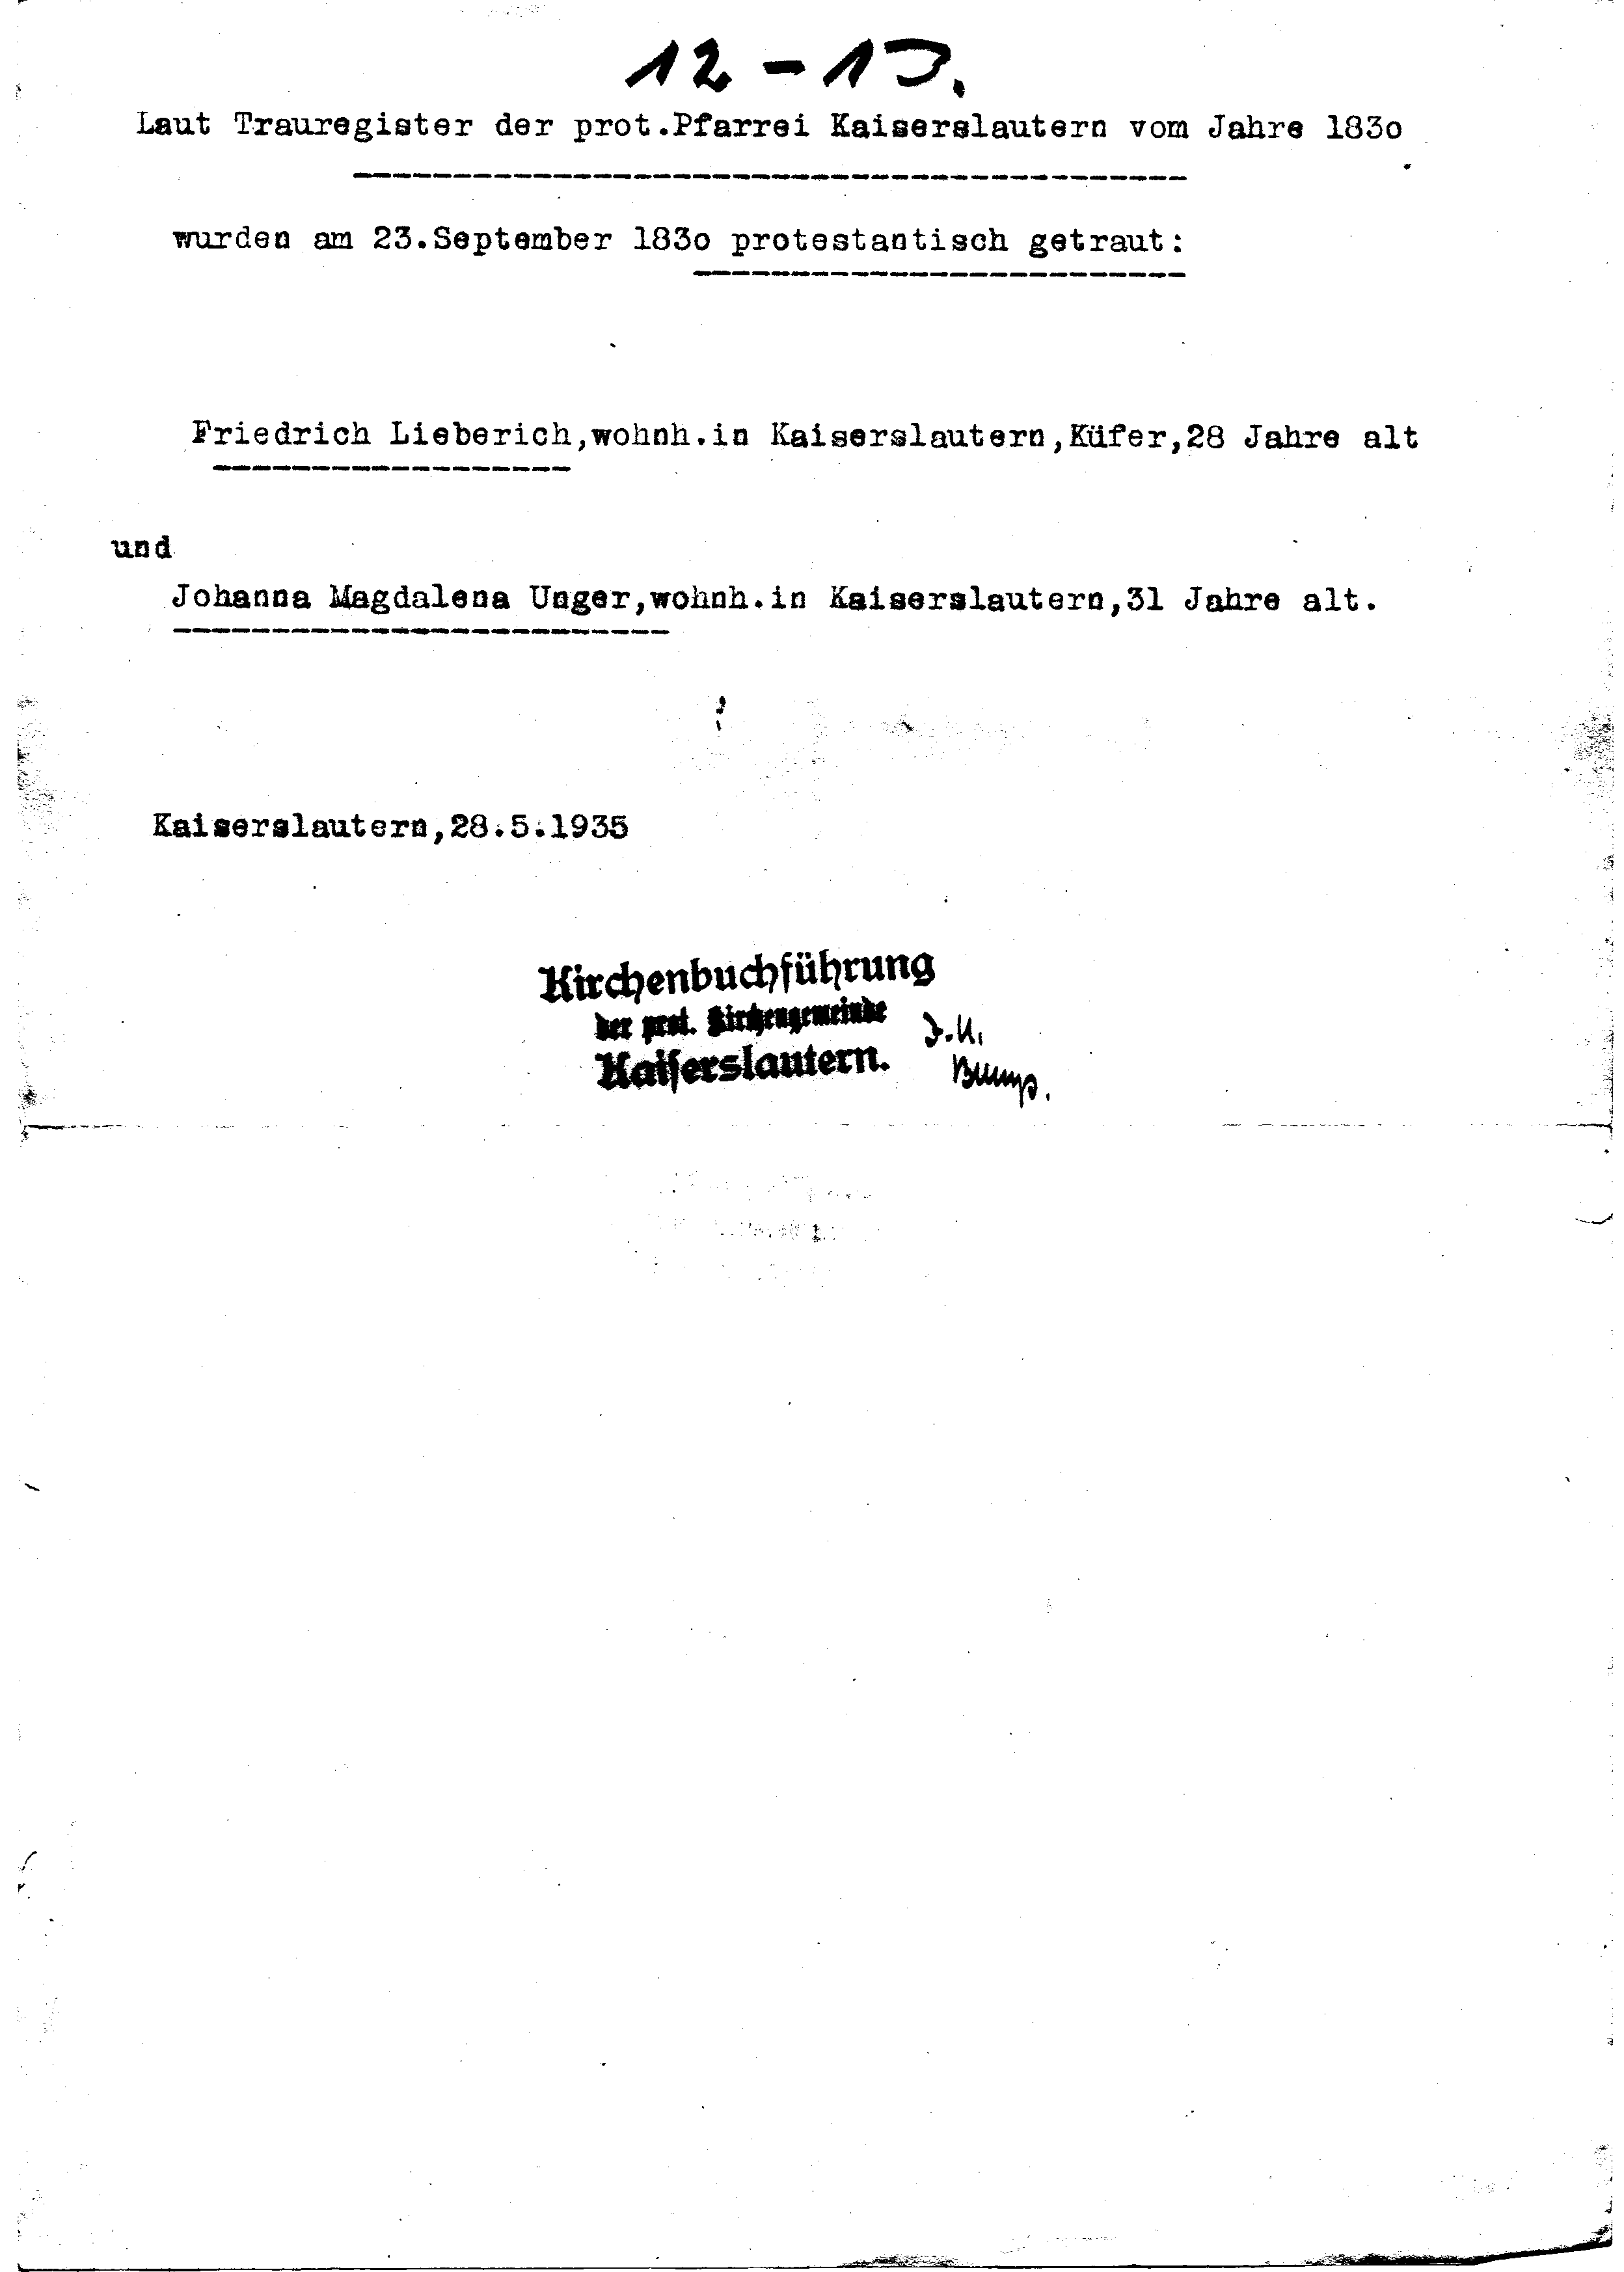 12 - 13.
Laut Trauregister der prot.Pfarrei Kaiserslautern vom Jahre 183o
wurden am 23.September 183o protestantisch getraut:
Friedrich Lieberich,wohnh.in Kaiserslautern,Küfer,28 Jahre alt
und
Johanna Magdalena Unger,wohnh.in Kaiserslautern,31 Jahre alt.
Kaiserslautern,28.5.1935
Kirchenbuchführung
der prot. Kirchengemeinde
Kaiserslautern.